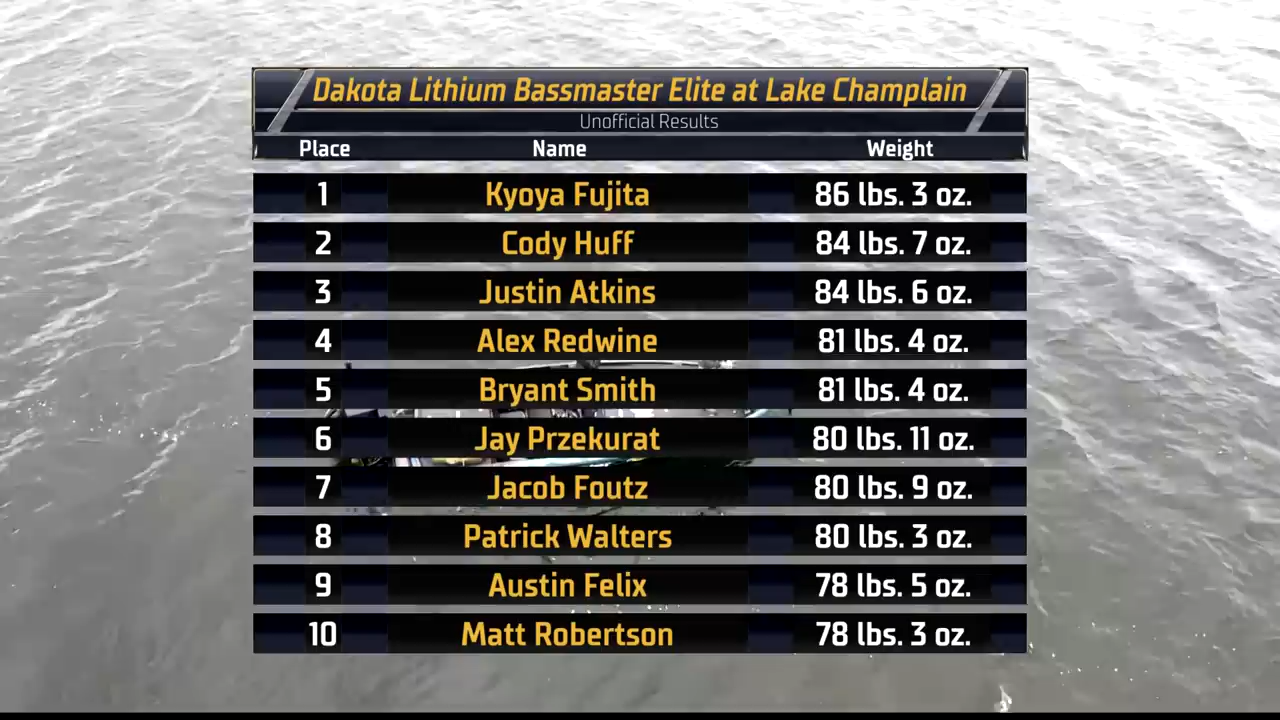 Dakota Lithium Bassmaster Elite at Lake Champlain
Unofficial Results
Place Name Weight
1 Kyoya Fujita 86 lbs. 3 oz.
2 Cody Huff 84 lbs. 7 oz.
3 Justin Atkins 84 lbs. 6 oz.
4 Alex Redwine 81 lbs. 4 oz.
5 Bryant Smith 81 lbs. 4 oz.
6 Jay Przekurat 80 lbs. 11 oz.
7 Jacob Foutz 80 lbs. 9 oz.
8 Patrick Walters 80 lbs. 3 oz.
9 Austin Felix 78 lbs. 5 oz.
10 Matt Robertson 78 lbs. 3 oz.